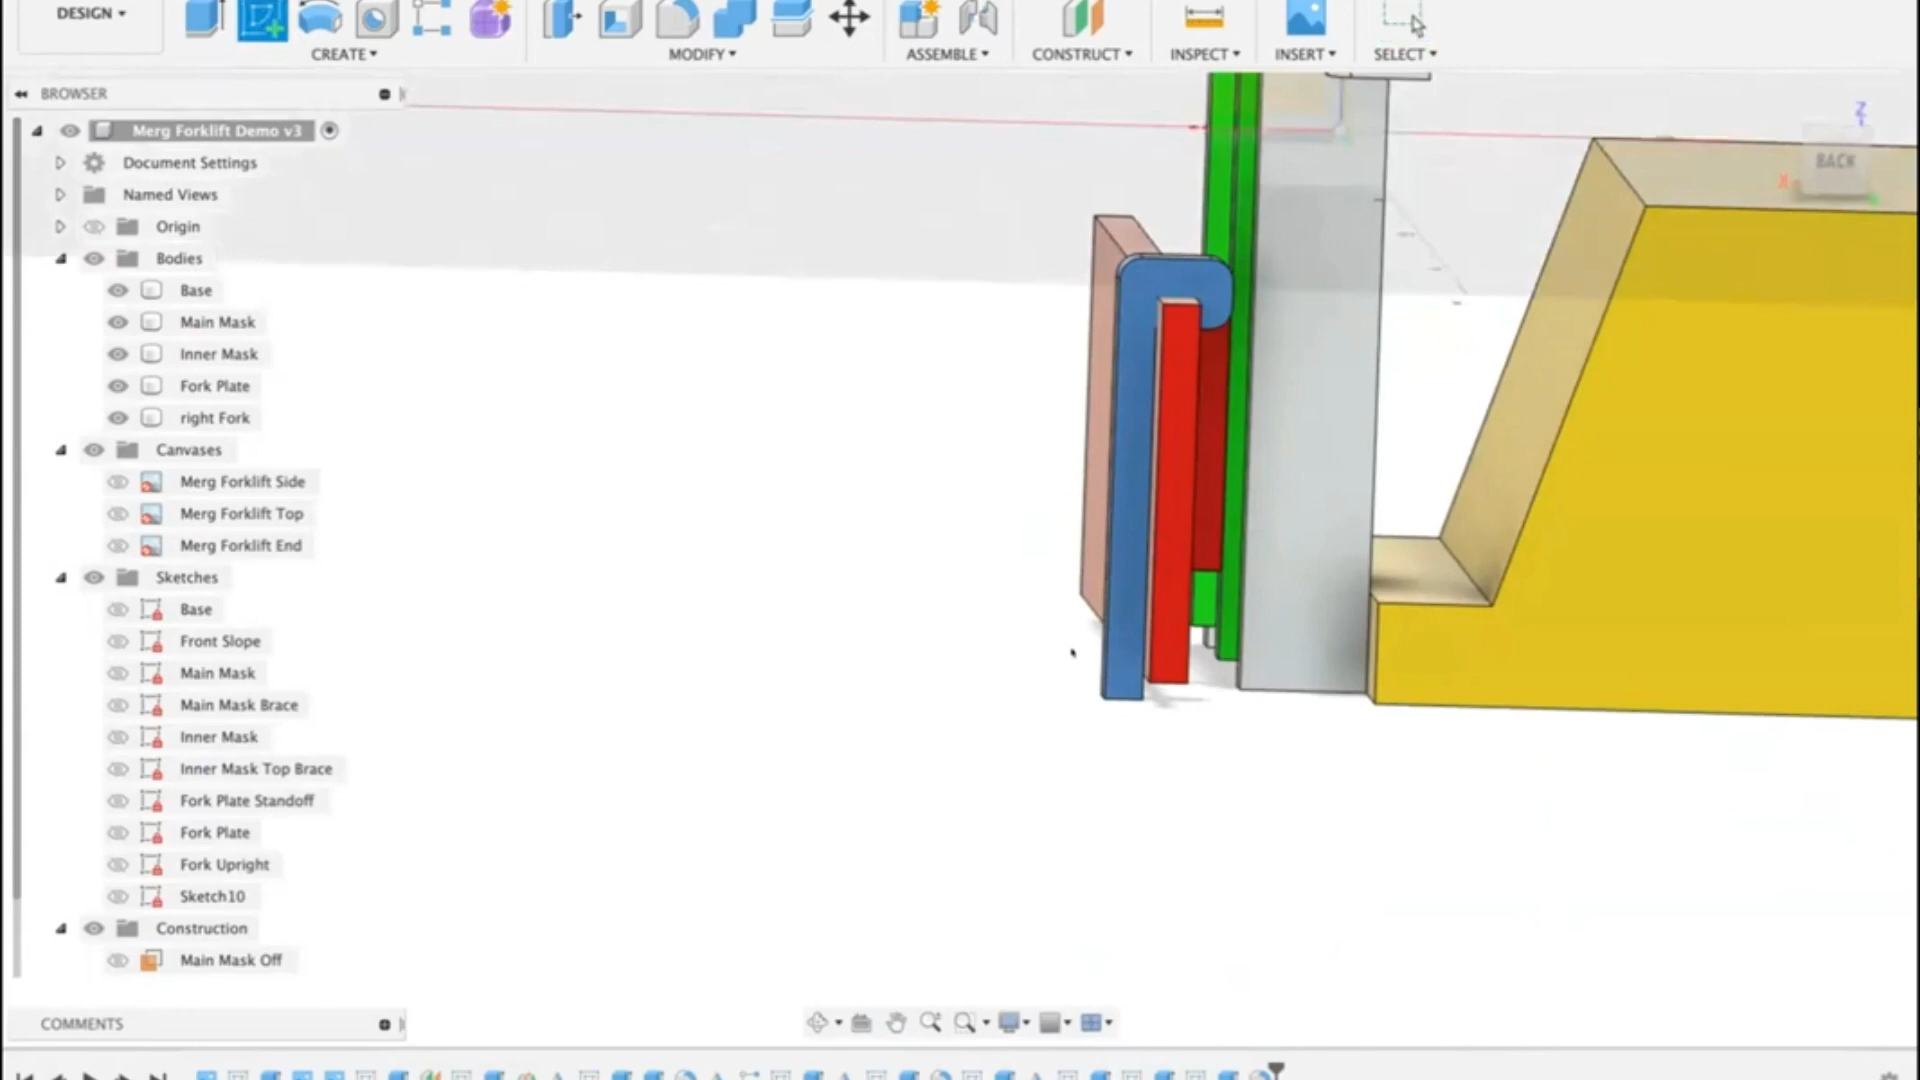 DESIGN
CREATE
MODIFY
ASSEMBLE
CONSTRUCT
INSPECT
INSERT
SELECT
BROWSER
Merg Forklift Demo v3
Document Settings
Named Views
Origin
Bodies
Base
Main Mask
Inner Mask
Fork Plate
right Fork
Canvases
Merg Forklift Side
Merg Forklift Top
Merg Forklift End
Sketches
Base
Front Slope
Main Mask
Main Mask Brace
Inner Mask
Inner Mask Top Brace
Fork Plate Standoff
Fork Plate
Fork Upright
Sketch10
Construction
Main Mask Off
COMMENTS
Z
BACK
X